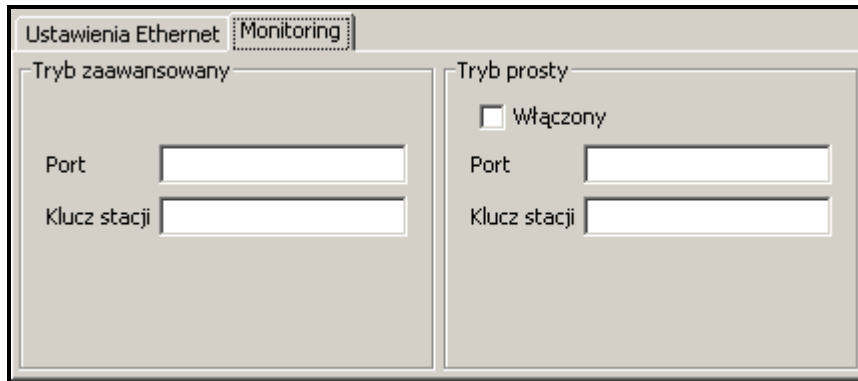 Ustawienia Ethernet Monitoring
Tryb zaawansowany
Port
Klucz stacji
Tryb prosty
Włączony
Port
Klucz stacji